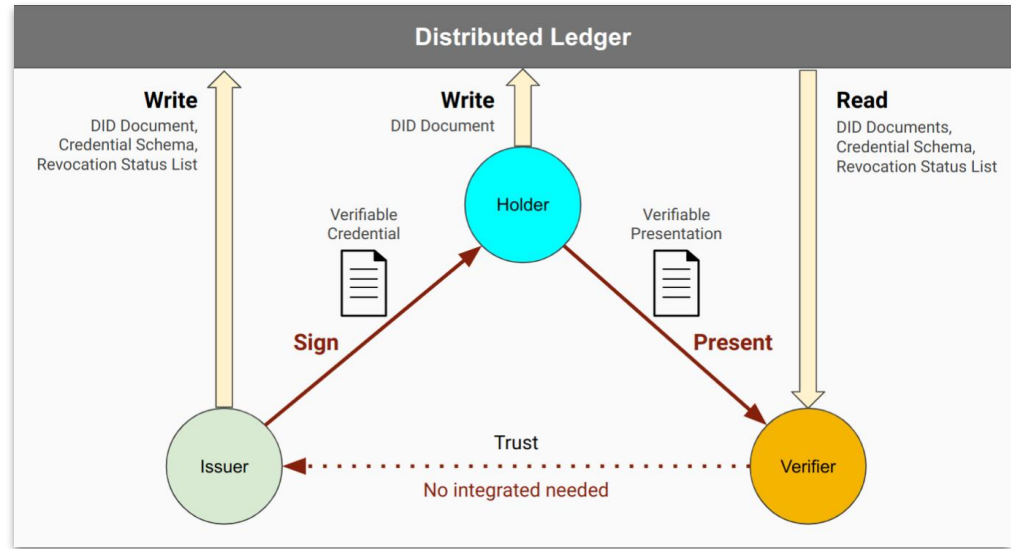 Distributed Ledger
Write
DID Document,
Credential Schema,
Revocation Status List
Write
DID Document
Read
DID Documents,
Credential Schema,
Revocation Status List
Holder
Verifiable
Credential
Verifiable
Presentation
Sign
Present
Issuer
Trust
No integrated needed
Verifier